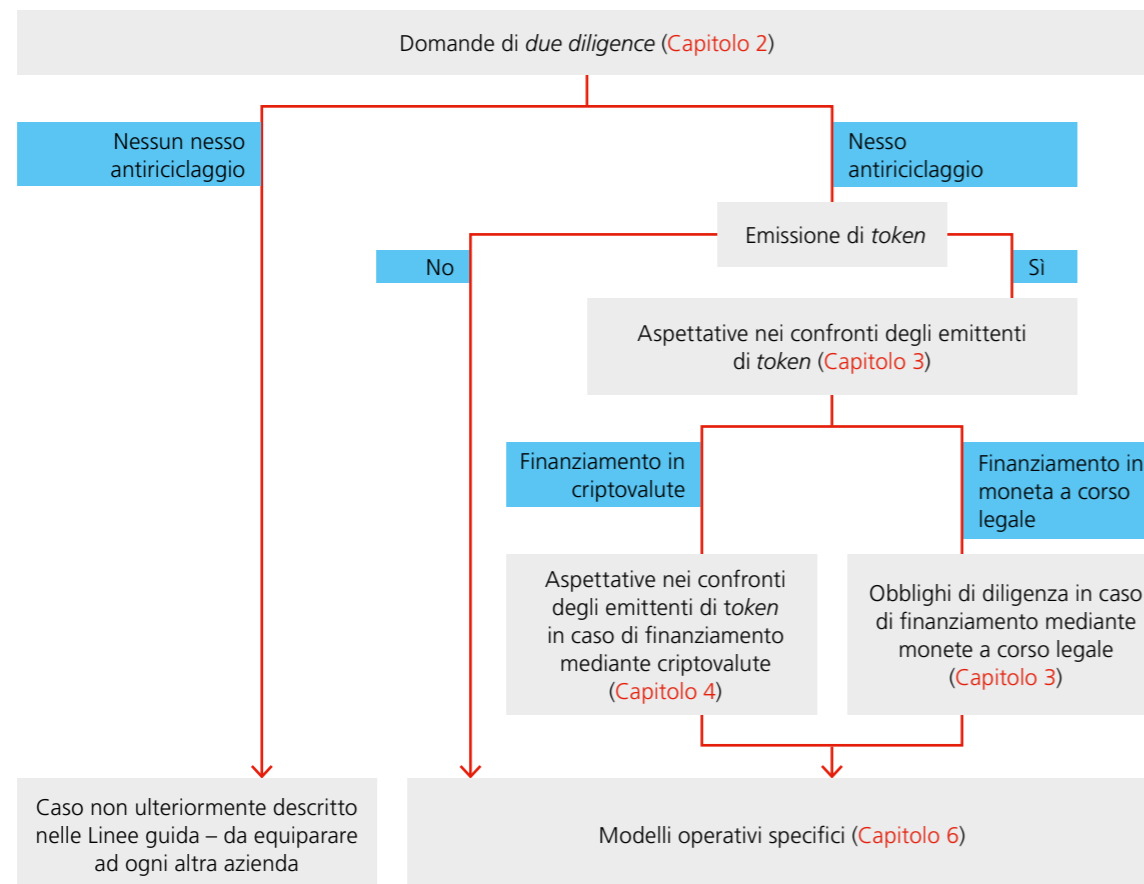 Domande di due diligence (Capitolo 2)
Nessun nesso
antiriciclaggio
Nesso
antiriciclaggio
Emissione di token
No
Sì
Aspettative nei confronti degli emittenti
di token (Capitolo 3)
Finanziamento in
criptovalute
Finanziamento in
moneta a corso
legale
Aspettative nei confronti
degli emittenti di token
in caso di finanziamento
mediante criptovalute
(Capitolo 4)
Obblighi di diligenza in caso
di finanziamento mediante
monete a corso legale
(Capitolo 3)
Caso non ulteriormente descritto
nelle Linee guida – da equiparare
ad ogni altra azienda
Modelli operativi specifici (Capitolo 6)